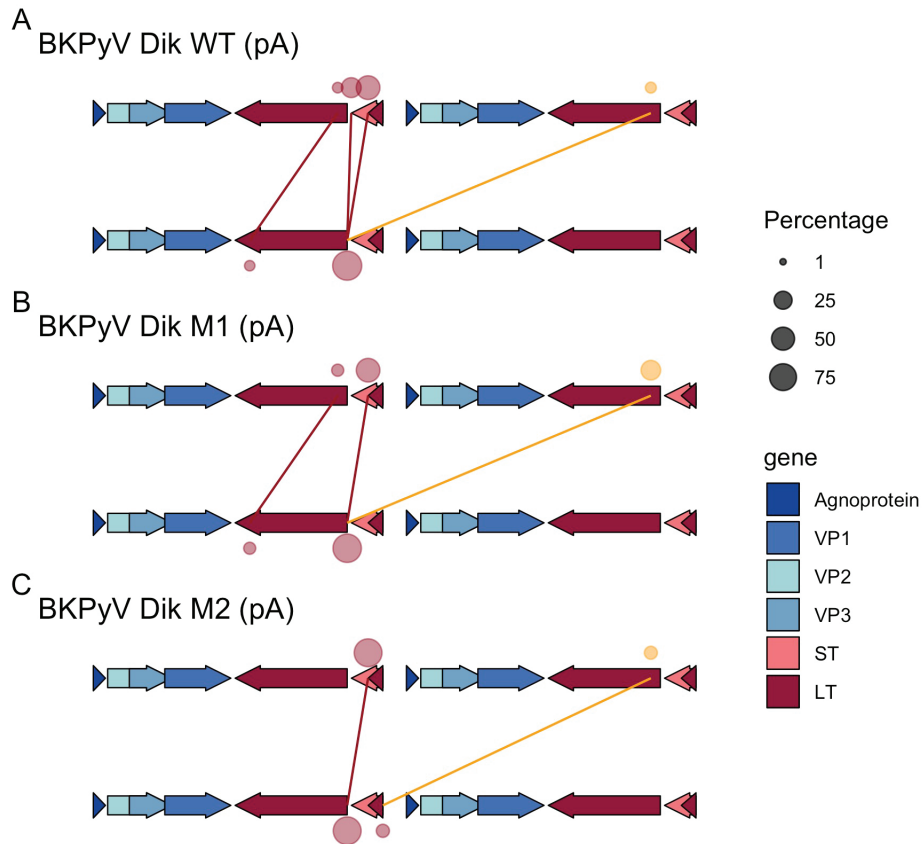 A
BKPyV Dik WT (pA)
B
BKPyV Dik M1 (pA)
C
BKPyV Dik M2 (pA)
Percentage
1
25
50
75
gene
Agnoprotein
VP1
VP2
VP3
ST
LT